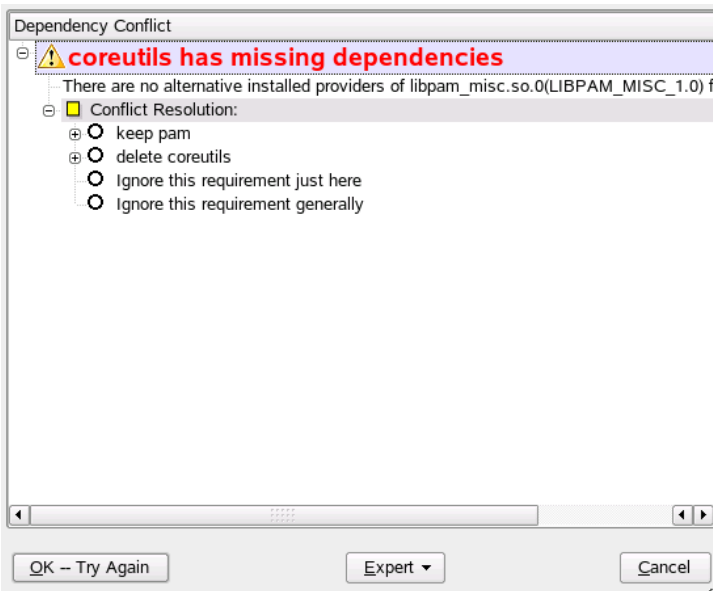 Dependency Conflict
coreutils has missing dependencies
There are no alternative installed providers of libpam_misc.so.0(LIBPAM_MISC_1.0) f
Conflict Resolution:
keep pam
delete coreutils
Ignore this requirement just here
Ignore this requirement generally
OK -- Try Again Expert Cancel